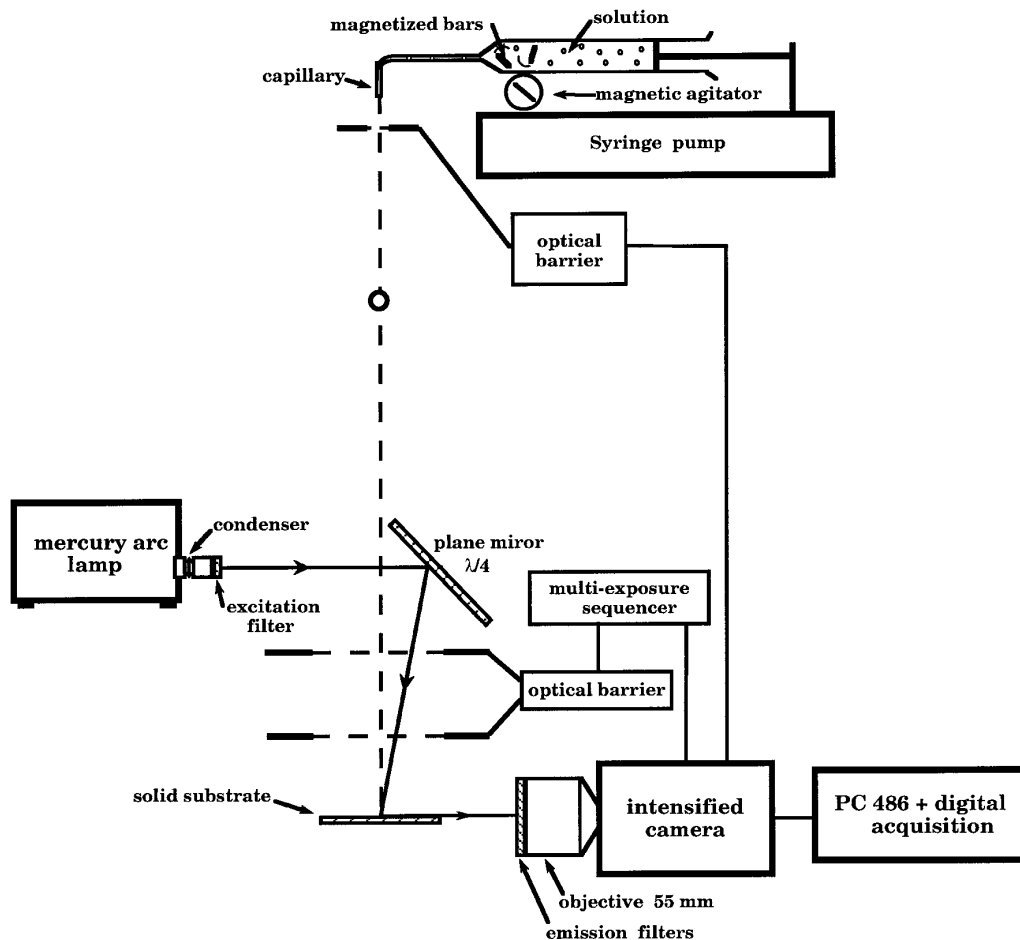 magnetized bars
solution
capillary
magnetic agitator
Syringe pump
optical
barrier
mercury arc
lamp
condenser
excitation
filter
plane miror
λ/4
multi-exposure
sequencer
optical barrier
solid substrate
intensified
camera
PC 486 + digital
acquisition
objective 55 mm
emission filters